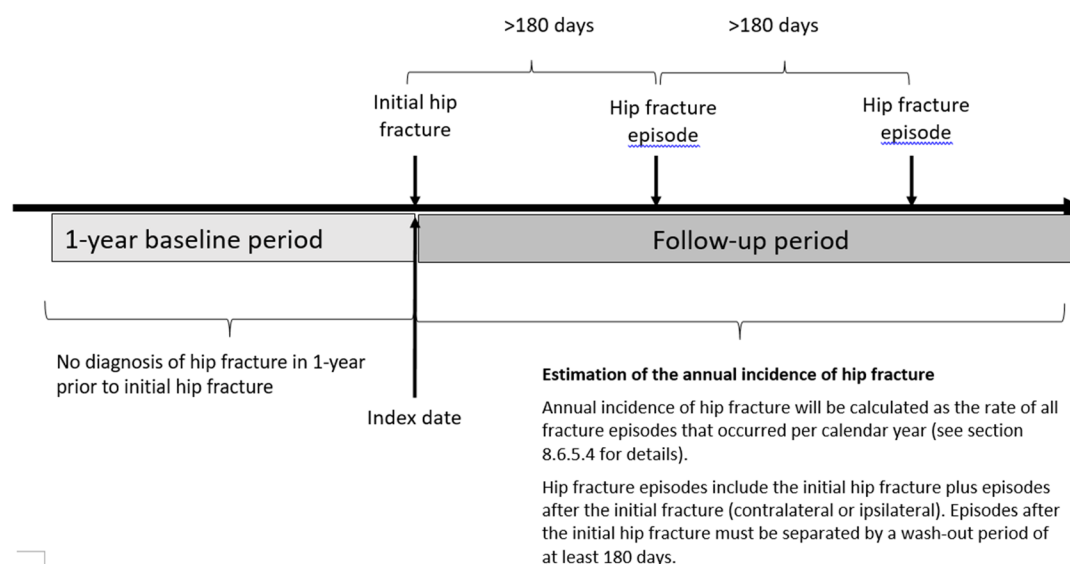 >180 days
>180 days
Initial hip
fracture
Hip fracture
episode
Hip fracture
episode
1-year baseline period
Follow-up period
No diagnosis of hip fracture in 1-year
prior to initial hip fracture
Index date
Estimation of the annual incidence of hip fracture
Annual incidence of hip fracture will be calculated as the rate of all
fracture episodes that occurred per calendar year (see section
8.6.5.4 for details).
Hip fracture episodes include the initial hip fracture plus episodes
after the initial fracture (contralateral or ipsilateral). Episodes after
the initial hip fracture must be separated by a wash-out period of
at least 180 days.